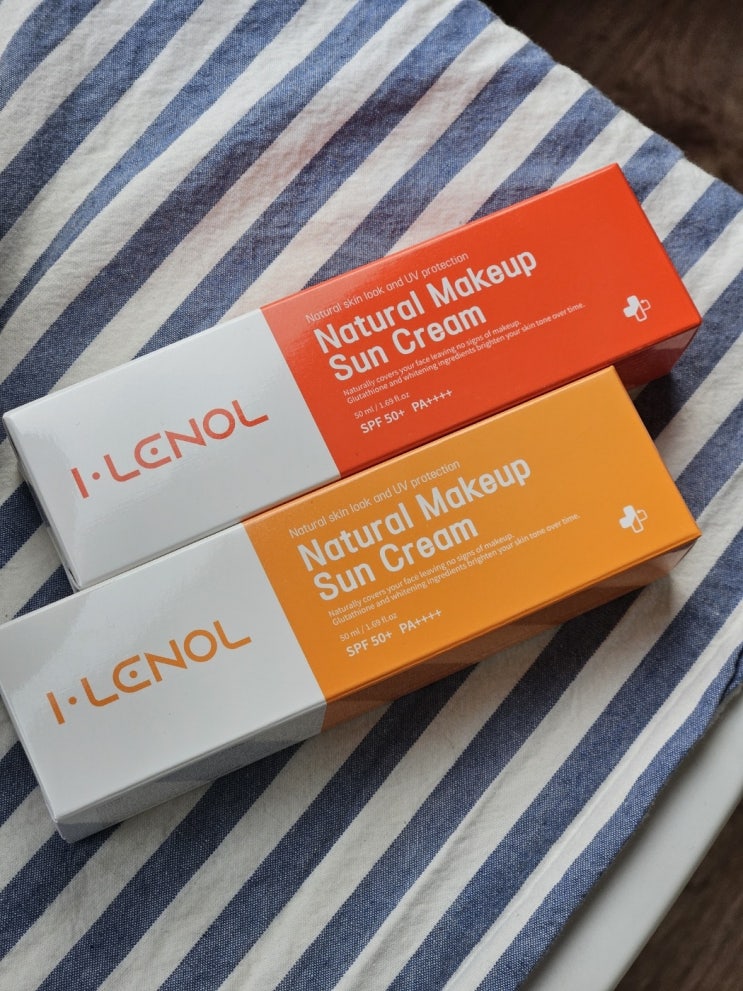 I·LENOL
Natural skin look and UV protection
Natural Makeup
Sun Cream
Naturally covers your face leaving no signs of makeup.
Glutathione and whitening ingredients brighten your skin tone over time.
50 ml / 1.69 fl.oz
SPF 50+ PA++++
I·LENOL
Natural skin look and UV protection
Natural Makeup
Sun Cream
Naturally covers your face leaving no signs of makeup.
Glutathione and whitening ingredients brighten your skin tone over time.
50 ml / 1.69 fl.oz
SPF 50+ PA++++